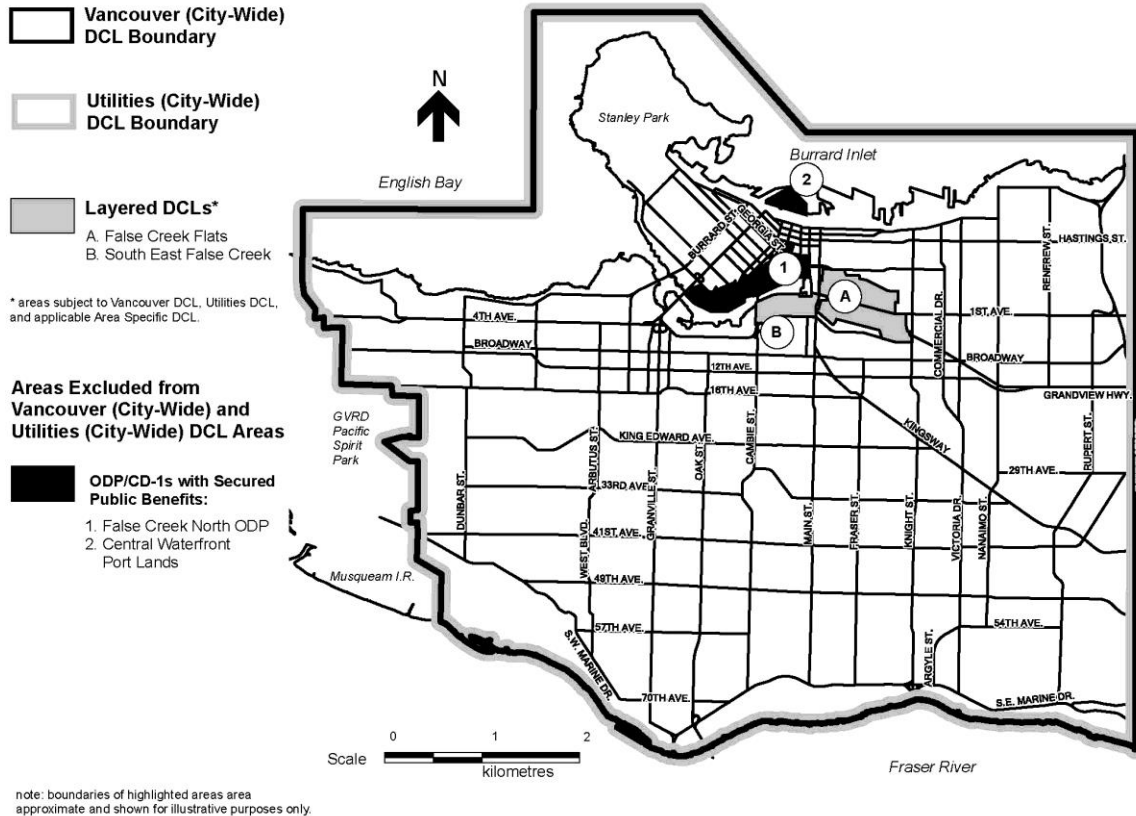 Vancouver (City-Wide)
DCL Boundary
Utilities (City-Wide)
DCL Boundary
Layered DCLs*
A. False Creek Flats
B. South East False Creek
* areas subject to Vancouver DCL, Utilities DCL,
and applicable Area Specific DCL.
Areas Excluded from
Vancouver (City-Wide) and
Utilities (City-Wide) DCL Areas
ODP/CD-1s with Secured
Public Benefits:
1. False Creek North ODP
2. Central Waterfront
Port Lands
note: boundaries of highlighted areas area
approximate and shown for illustrative purposes only.
N
Stanley Park
English Bay
Burrard Inlet
2
1
A
B
BURRARD ST.
GEORGIA ST.
HASTINGS ST.
RENFREW ST.
COMMERCIAL DR.
1ST AVE.
4TH AVE.
BROADWAY
BROADWAY
12TH AVE.
16TH AVE.
GRANDVIEW HWY.
GVRD
Pacific
Spirit
Park
KING EDWARD AVE.
KINGSWAY
RUPERT ST.
29TH AVE.
DUNBAR ST.
ARBUTUS ST.
WEST BLVD.
GRANVILLE ST.
OAK ST.
CAMBIE ST.
MAIN ST.
FRASER ST.
KNIGHT ST.
VICTORIA DR.
NANAIMO ST.
33RD AVE.
41ST AVE.
49TH AVE.
57TH AVE.
54TH AVE.
ARGYLE ST.
Musqueam I.R.
S.W. MARINE DR.
70TH AVE.
S.E. MARINE DR.
Fraser River
0 1 2
Scale
kilometres